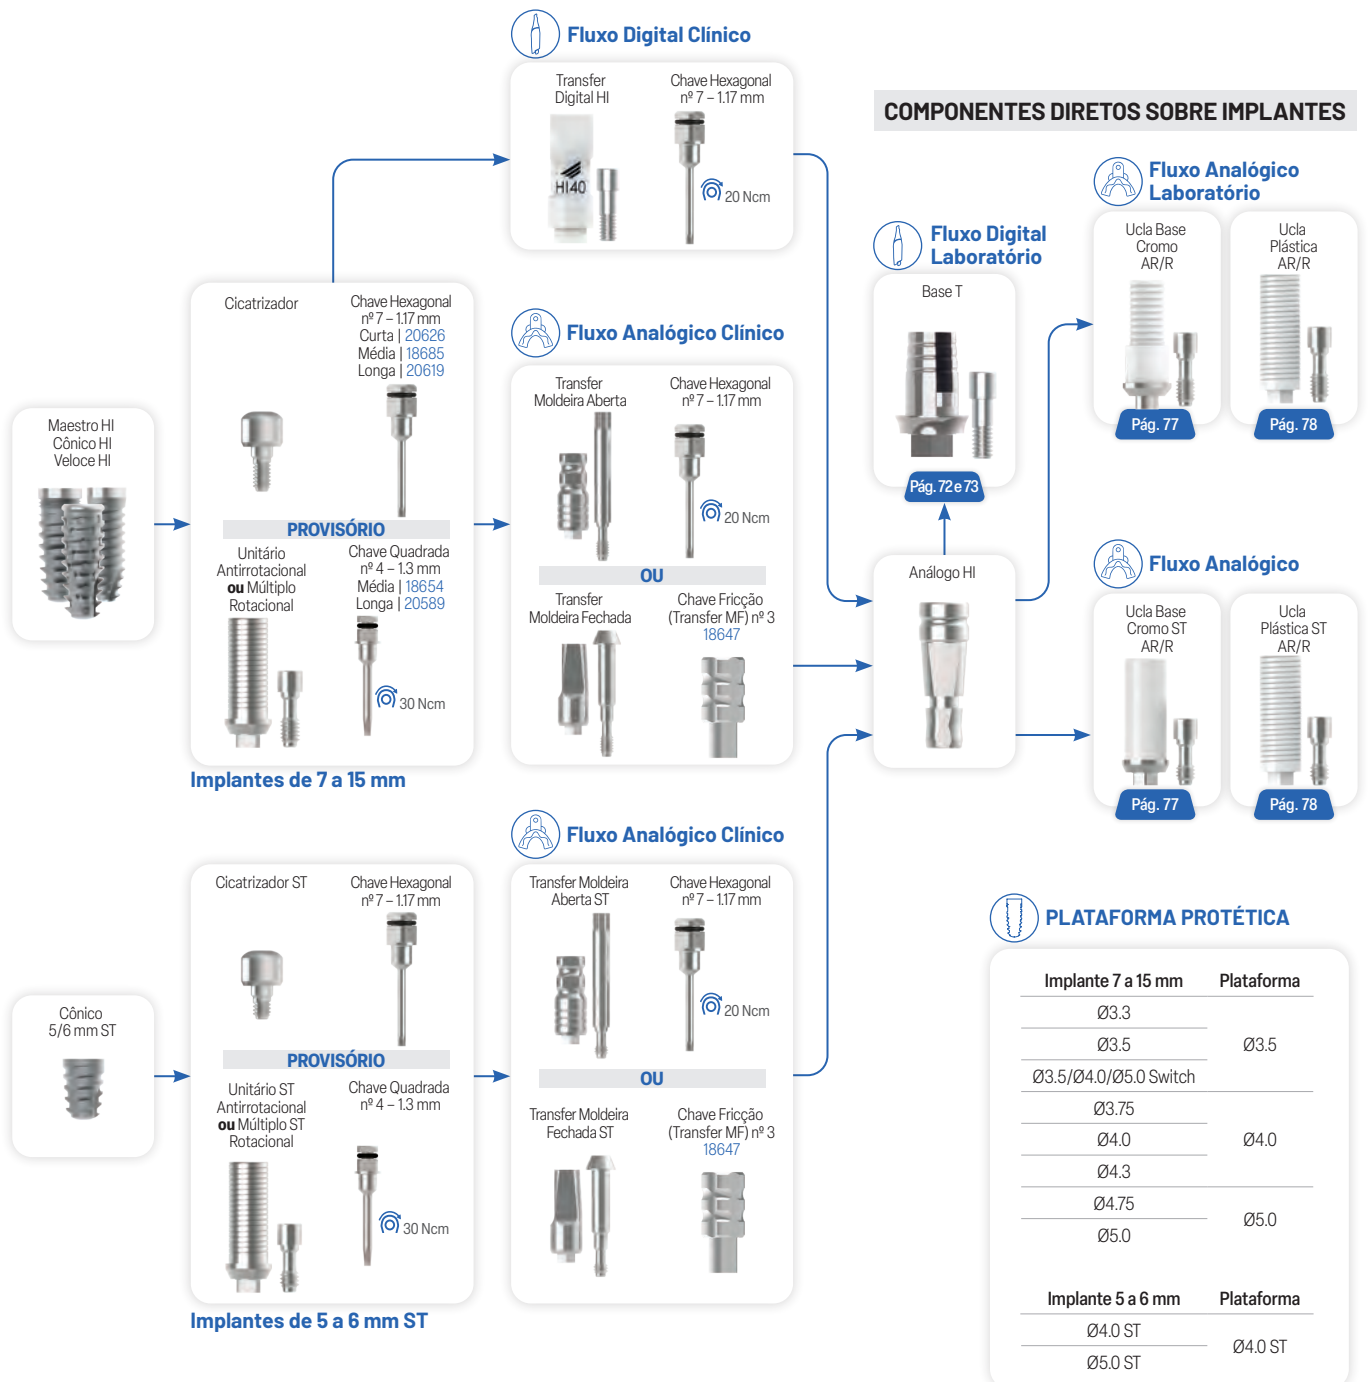 Fluxo Digital Clínico
Transfer
Digital HI
HI40
Chave Hexagonal
nº 7 – 1.17 mm
20 Ncm
COMPONENTES DIRETOS SOBRE IMPLANTES
Fluxo Analógico
Laboratório
Ucla Base
Cromo
AR/R
Pág. 77
Ucla
Plástica
AR/R
Pág. 78
Fluxo Digital
Laboratório
Base T
Pág. 72 e 73
Cicatrizador
Chave Hexagonal
nº 7 – 1.17 mm
Curta | 20626
Média | 18685
Longa | 20619
PROVISÓRIO
Unitário
Antirrotacional
ou Múltiplo
Rotacional
Chave Quadrada
nº 4 – 1.3 mm
Média | 18654
Longa | 20589
30 Ncm
Implantes de 7 a 15 mm
Maestro HI
Cônico HI
Veloce HI
Fluxo Analógico Clínico
Transfer
Moldeira Aberta
Chave Hexagonal
nº 7 – 1.17 mm
20 Ncm
OU
Transfer
Moldeira Fechada
Chave Fricção
(Transfer MF) nº 3
18647
Análogo HI
Fluxo Analógico
Ucla Base
Cromo ST
AR/R
Pág. 77
Ucla
Plástica ST
AR/R
Pág. 78
Cônico
5/6 mm ST
Cicatrizador ST
Chave Hexagonal
nº 7 – 1.17 mm
PROVISÓRIO
Unitário ST
Antirrotacional
ou Múltiplo ST
Rotacional
Chave Quadrada
nº 4 – 1.3 mm
30 Ncm
Implantes de 5 a 6 mm ST
Fluxo Analógico Clínico
Transfer Moldeira
Aberta ST
Chave Hexagonal
nº 7 – 1.17 mm
20 Ncm
OU
Transfer Moldeira
Fechada ST
Chave Fricção
(Transfer MF) nº 3
18647
PLATAFORMA PROTÉTICA
Implante 7 a 15 mm Plataforma
Ø3.3
Ø3.5 Ø3.5
Ø3.5/Ø4.0/Ø5.0 Switch
Ø3.75
Ø4.0 Ø4.0
Ø4.3
Ø4.75
Ø5.0
Ø5.0
Implante 5 a 6 mm Plataforma
Ø4.0 ST
Ø4.0 ST
Ø5.0 ST